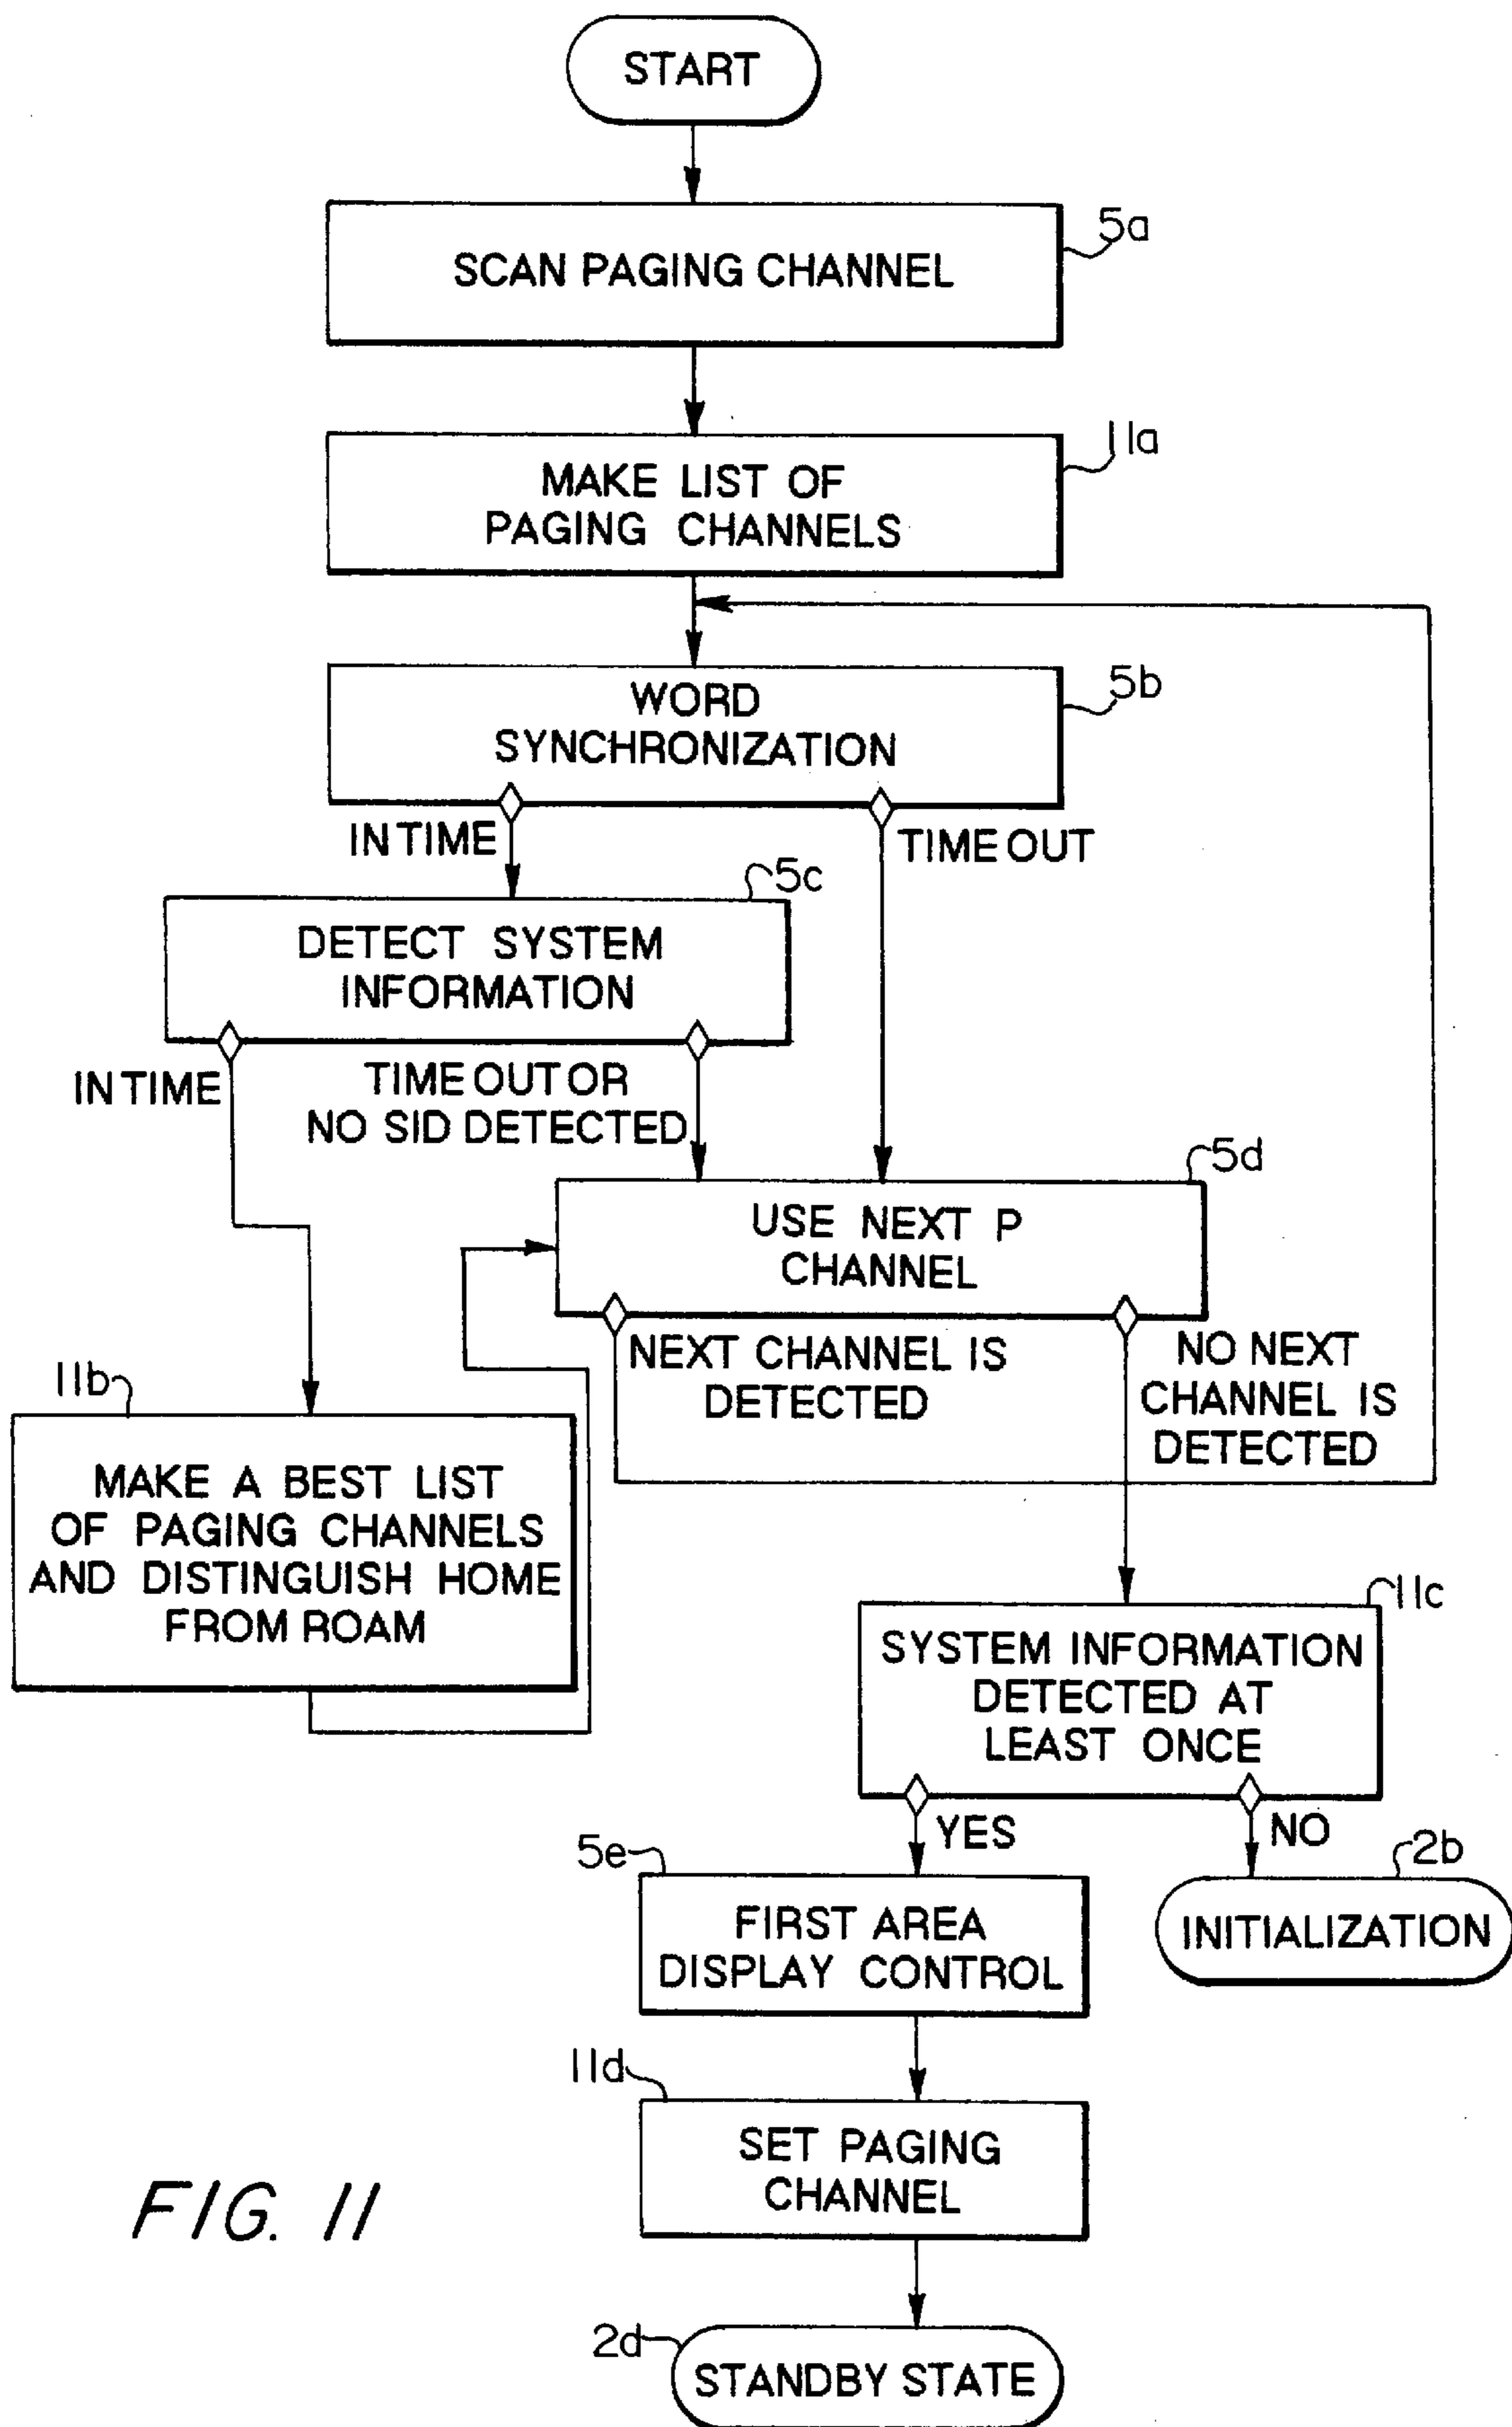 START
5a
SCAN PAGING CHANNEL
11a
MAKE LIST OF
PAGING CHANNELS
5b
WORD
SYNCHRONIZATION
IN TIME
TIME OUT
5c
DETECT SYSTEM
INFORMATION
IN TIME
TIME OUT OR
NO SID DETECTED
5d
USE NEXT P
CHANNEL
NEXT CHANNEL IS
DETECTED
NO NEXT
CHANNEL IS
DETECTED
11b
MAKE A BEST LIST
OF PAGING CHANNELS
AND DISTINGUISH HOME
FROM ROAM
11c
SYSTEM INFORMATION
DETECTED AT
LEAST ONCE
YES
NO
5e
FIRST AREA
DISPLAY CONTROL
2b
INITIALIZATION
11d
SET PAGING
CHANNEL
FIG. 11
2d
STANDBY STATE